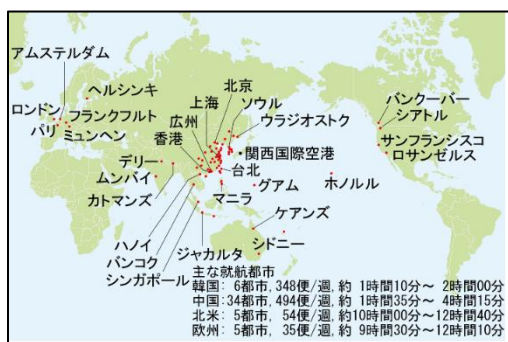 アムステルダム
ヘルシンキ
ロンドン
フランクフルト
パリ
ミュンヘン
北京
上海
ソウル
広州
ウラジオストク
香港
関西国際空港
台北
デリー
ムンバイ
カトマンズ
グアム
マニラ
ホノルル
バンクーバー
シアトル
サンフランシスコ
ロサンゼルス
ハノイ
バンコク
シンガポール
ジャカルタ
ケアンズ
シドニー
主な就航都市
韓国: 6都市, 348便/週, 約 1時間10分～ 2時間00分
中国: 34都市, 494便/週, 約 1時間35分～ 4時間15分
北米: 5都市, 54便/週, 約10時間00分～12時間40分
欧州: 5都市, 35便/週, 約 9時間30分～12時間10分